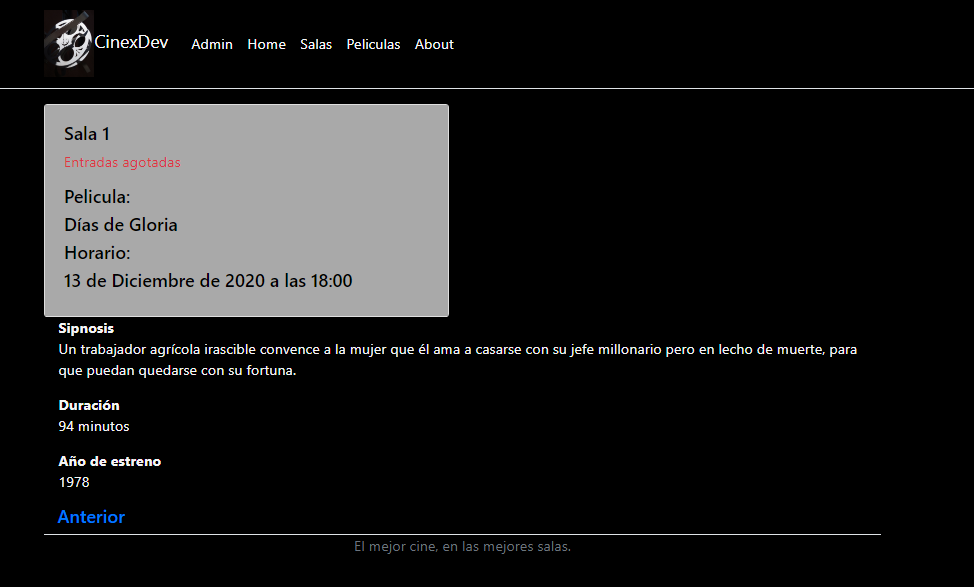 CinexDev Admin Home Salas Peliculas About
Sala 1
Entradas agotadas
Pelicula:
Días de Gloria
Horario:
13 de Diciembre de 2020 a las 18:00
Sipnosis
Un trabajador agrícola irascible convence a la mujer que él ama a casarse con su jefe millonario pero en lecho de muerte, para
que puedan quedarse con su fortuna.
Duración
94 minutos
Año de estreno
1978
Anterior
El mejor cine, en las mejores salas.